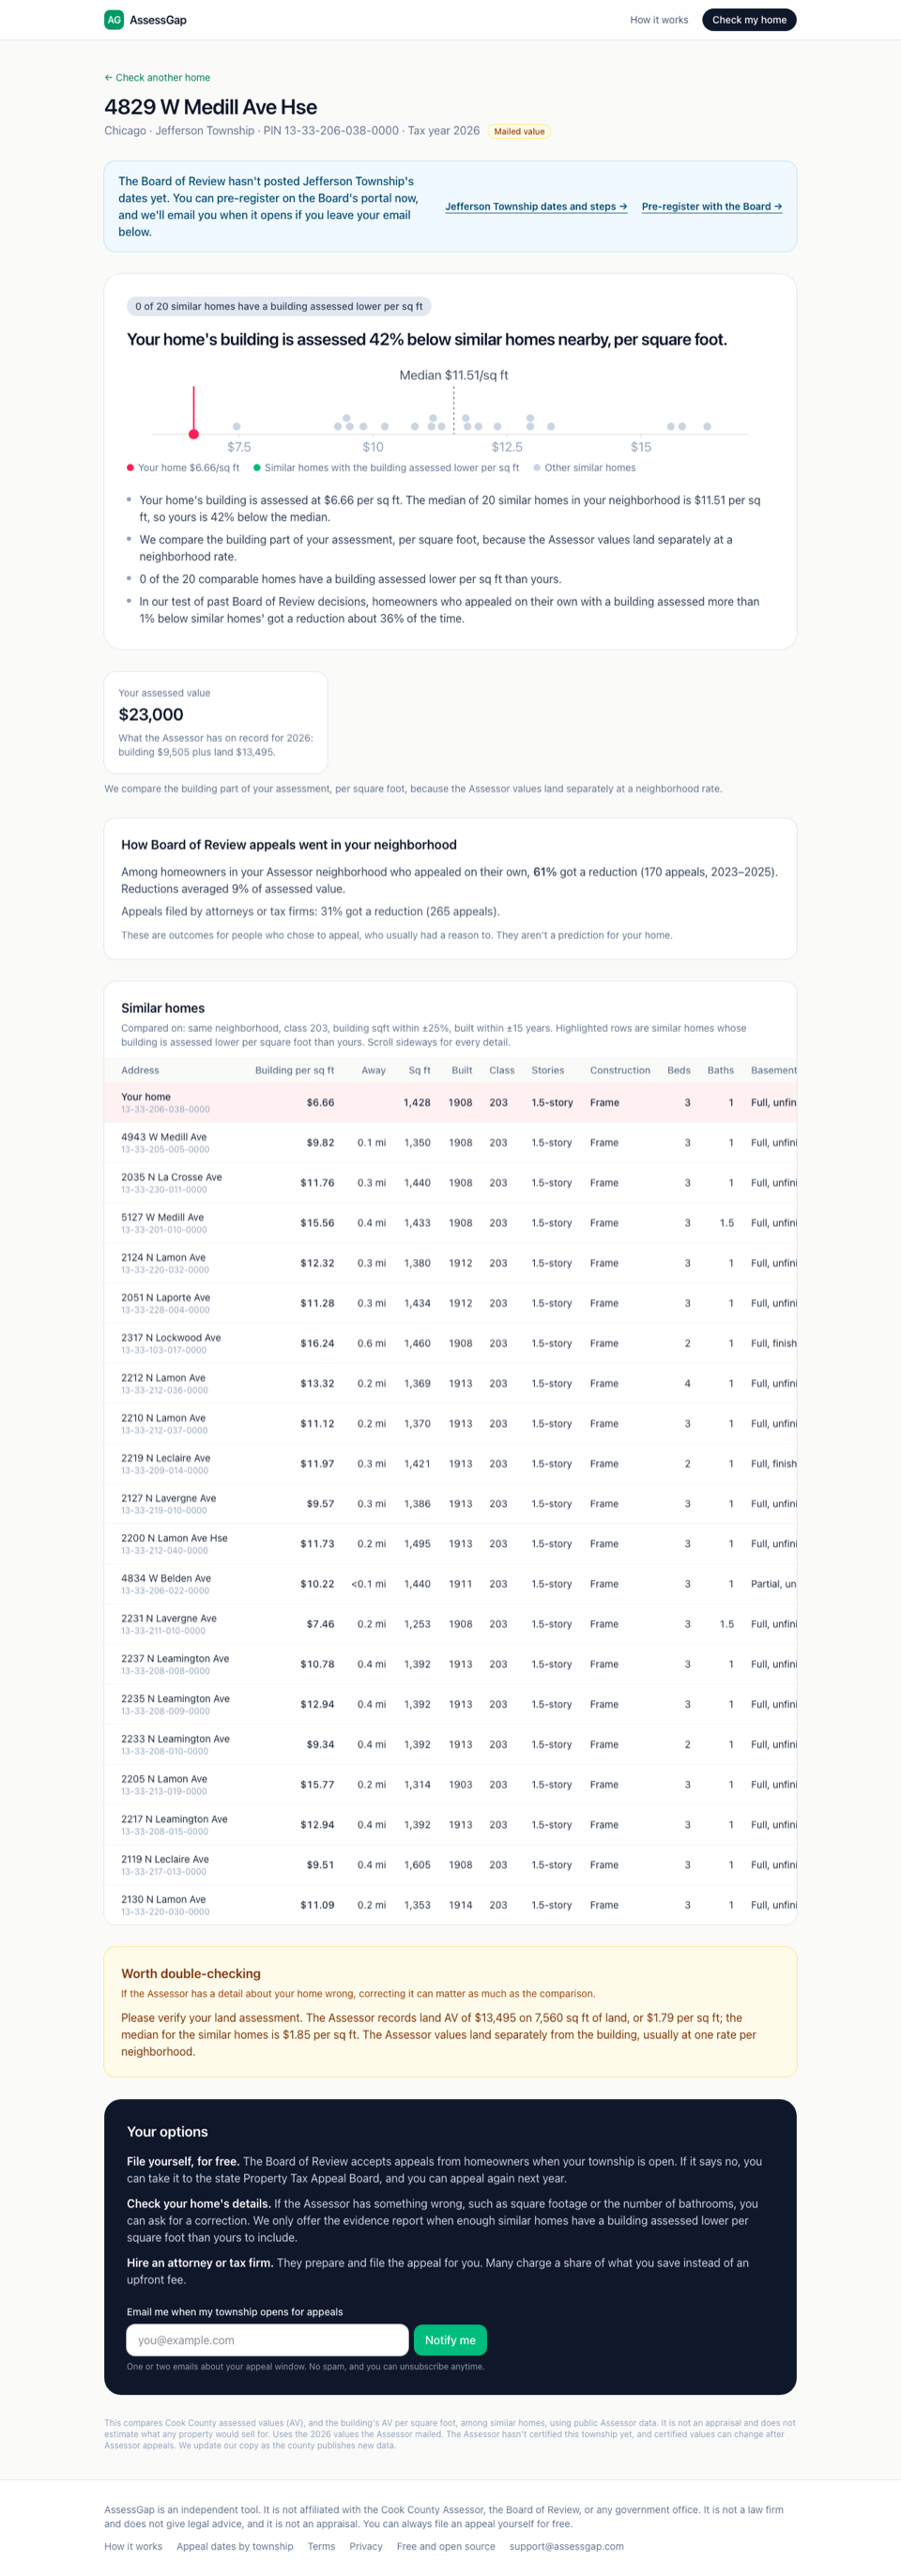 AG AssessGap
How it works
Check my home
← Check another home
4829 W Medill Ave Hse
Chicago · Jefferson Township · PIN 13-33-206-038-0000 · Tax year 2026 Mailed value
The Board of Review hasn't posted Jefferson Township's
dates yet. You can pre-register on the Board's portal now,
and we'll email you when it opens if you leave your email
below.
Jefferson Township dates and steps →
Pre-register with the Board →
0 of 20 similar homes have a building assessed lower per sq ft
Your home's building is assessed 42% below similar homes nearby, per square foot.
Median $11.51/sq ft
$7.5 $10 $12.5 $15
Your home $6.66/sq ft Similar homes with the building assessed lower per sq ft Other similar homes
• Your home's building is assessed at $6.66 per sq ft. The median of 20 similar homes in your neighborhood is $11.51 per sq
ft, so yours is 42% below the median.
• We compare the building part of your assessment, per square foot, because the Assessor values land separately at a
neighborhood rate.
• 0 of the 20 comparable homes have a building assessed lower per sq ft than yours.
• In our test of past Board of Review decisions, homeowners who appealed on their own with a building assessed more than
1% below similar homes' got a reduction about 36% of the time.
Your assessed value
$23,000
What the Assessor has on record for 2026:
building $9,505 plus land $13,495.
We compare the building part of your assessment, per square foot, because the Assessor values land separately at a neighborhood rate.
How Board of Review appeals went in your neighborhood
Among homeowners in your Assessor neighborhood who appealed on their own, 61% got a reduction (170 appeals, 2023–2025).
Reductions averaged 9% of assessed value.
Appeals filed by attorneys or tax firms: 31% got a reduction (265 appeals).
These are outcomes for people who chose to appeal, who usually had a reason to. They aren't a prediction for your home.
Similar homes
Compared on: same neighborhood, class 203, building sqft within ±25%, built within ±15 years. Highlighted rows are similar homes whose
building is assessed lower per square foot than yours. Scroll sideways for every detail.
Address Building per sq ft Away Sq ft Built Class Stories Construction Beds Baths Basement
Your home $6.66 1,428 1908 203 1.5-story Frame 3 1 Full, unfin
13-33-206-038-0000
4943 W Medill Ave $9.82 0.1 mi 1,350 1908 203 1.5-story Frame 3 1 Full, unfini
13-33-205-005-0000
2035 N La Crosse Ave $11.76 0.3 mi 1,440 1908 203 1.5-story Frame 3 1 Full, unfini
13-33-230-011-0000
5127 W Medill Ave $15.56 0.4 mi 1,433 1908 203 1.5-story Frame 3 1.5 Full, unfini
13-33-201-010-0000
2124 N Lamon Ave $12.32 0.3 mi 1,380 1912 203 1.5-story Frame 3 1 Full, unfini
13-33-220-032-0000
2051 N Laporte Ave $11.28 0.3 mi 1,434 1912 203 1.5-story Frame 3 1 Full, unfini
13-33-228-004-0000
2317 N Lockwood Ave $16.24 0.6 mi 1,460 1908 203 1.5-story Frame 2 1 Full, finish
13-33-103-017-0000
2212 N Lamon Ave $13.32 0.2 mi 1,369 1913 203 1.5-story Frame 4 1 Full, unfini
13-33-212-036-0000
2210 N Lamon Ave $11.12 0.2 mi 1,370 1913 203 1.5-story Frame 3 1 Full, unfini
13-33-212-037-0000
2219 N Leclaire Ave $11.97 0.3 mi 1,421 1913 203 1.5-story Frame 2 1 Full, finish
13-33-209-014-0000
2127 N Lavergne Ave $9.57 0.3 mi 1,386 1913 203 1.5-story Frame 3 1 Full, unfini
13-33-219-010-0000
2200 N Lamon Ave Hse $11.73 0.2 mi 1,495 1913 203 1.5-story Frame 3 1 Full, unfini
13-33-212-040-0000
4834 W Belden Ave $10.22 <0.1 mi 1,440 1911 203 1.5-story Frame 3 1 Partial, un
13-33-206-022-0000
2231 N Lavergne Ave $7.46 0.2 mi 1,253 1908 203 1.5-story Frame 3 1.5 Full, unfini
13-33-211-010-0000
2237 N Leamington Ave $10.78 0.4 mi 1,392 1913 203 1.5-story Frame 3 1 Full, unfini
13-33-208-008-0000
2235 N Leamington Ave $12.94 0.4 mi 1,392 1913 203 1.5-story Frame 3 1 Full, unfini
13-33-208-009-0000
2233 N Leamington Ave $9.34 0.4 mi 1,392 1913 203 1.5-story Frame 2 1 Full, unfini
13-33-208-010-0000
2205 N Lamon Ave $15.77 0.2 mi 1,314 1903 203 1.5-story Frame 3 1 Full, unfini
13-33-213-019-0000
2217 N Leamington Ave $12.94 0.4 mi 1,392 1913 203 1.5-story Frame 3 1 Full, unfini
13-33-208-015-0000
2119 N Leclaire Ave $9.51 0.4 mi 1,605 1908 203 1.5-story Frame 3 1 Full, unfini
13-33-217-013-0000
2130 N Lamon Ave $11.09 0.2 mi 1,353 1914 203 1.5-story Frame 3 1 Full, unfini
13-33-220-030-0000
Worth double-checking
If the Assessor has a detail about your home wrong, correcting it can matter as much as the comparison.
Please verify your land assessment. The Assessor records land AV of $13,495 on 7,560 sq ft of land, or $1.79 per sq ft; the
median for the similar homes is $1.85 per sq ft. The Assessor values land separately from the building, usually at one rate per
neighborhood.
Your options
File yourself, for free. The Board of Review accepts appeals from homeowners when your township is open. If it says no, you
can take it to the state Property Tax Appeal Board, and you can appeal again next year.
Check your home's details. If the Assessor has something wrong, such as square footage or the number of bathrooms, you
can ask for a correction. We only offer the evidence report when enough similar homes have a building assessed lower per
square foot than yours to include.
Hire an attorney or tax firm. They prepare and file the appeal for you. Many charge a share of what you save instead of an
upfront fee.
Email me when my township opens for appeals
you@example.com
Notify me
One or two emails about your appeal window. No spam, and you can unsubscribe anytime.
This compares Cook County assessed values (AV), and the building's AV per square foot, among similar homes, using public Assessor data. It is not an appraisal and does not
estimate what any property would sell for. Uses the 2026 values the Assessor mailed. The Assessor hasn't certified this township yet, and certified values can change after
Assessor appeals. We update our copy as the county publishes new data.
AssessGap is an independent tool. It is not affiliated with the Cook County Assessor, the Board of Review, or any government office. It is not a law firm
and does not give legal advice, and it is not an appraisal. You can always file an appeal yourself for free.
How it works Appeal dates by township Terms Privacy Free and open source support@assessgap.com